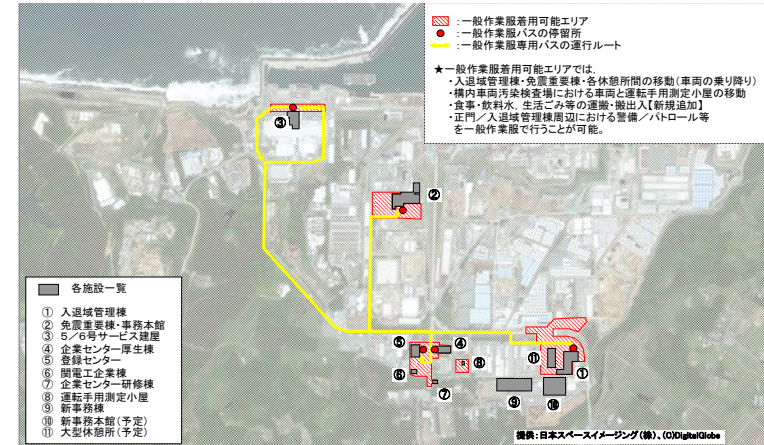 ：一般作業服着用可能エリア
：一般作業服バスの停留所
：一般作業服専用バスの運行ルート
★一般作業服着用可能エリアでは、
・入退域管理棟・免震重要棟・各休憩所間の移動（車両の乗り降り）
・構内車両汚染検査場における車両と運転手用測定小屋の移動
・食事・飲料水，生活ごみ等の運搬・搬出入【新規追加】
・正門／入退域管理棟周辺における警備／パトロール等
を一般作業服で行うことが可能。
③
②
⑤
④
⑧
⑥
⑦
⑪
①
⑨
⑩
各施設一覧
① 入退域管理棟
② 免震重要棟・事務本館
③ ５／６号サービス建屋
④ 企業センター厚生棟
⑤ 登録センター
⑥ 関電工企業棟
⑦ 企業センター研修棟
⑧ 運転手用測定小屋
⑨ 新事務棟
⑩ 新事務本館（予定）
⑪ 大型休憩所（予定）
提供：日本スペースイメージング（株）、(C)DigitalGlobe